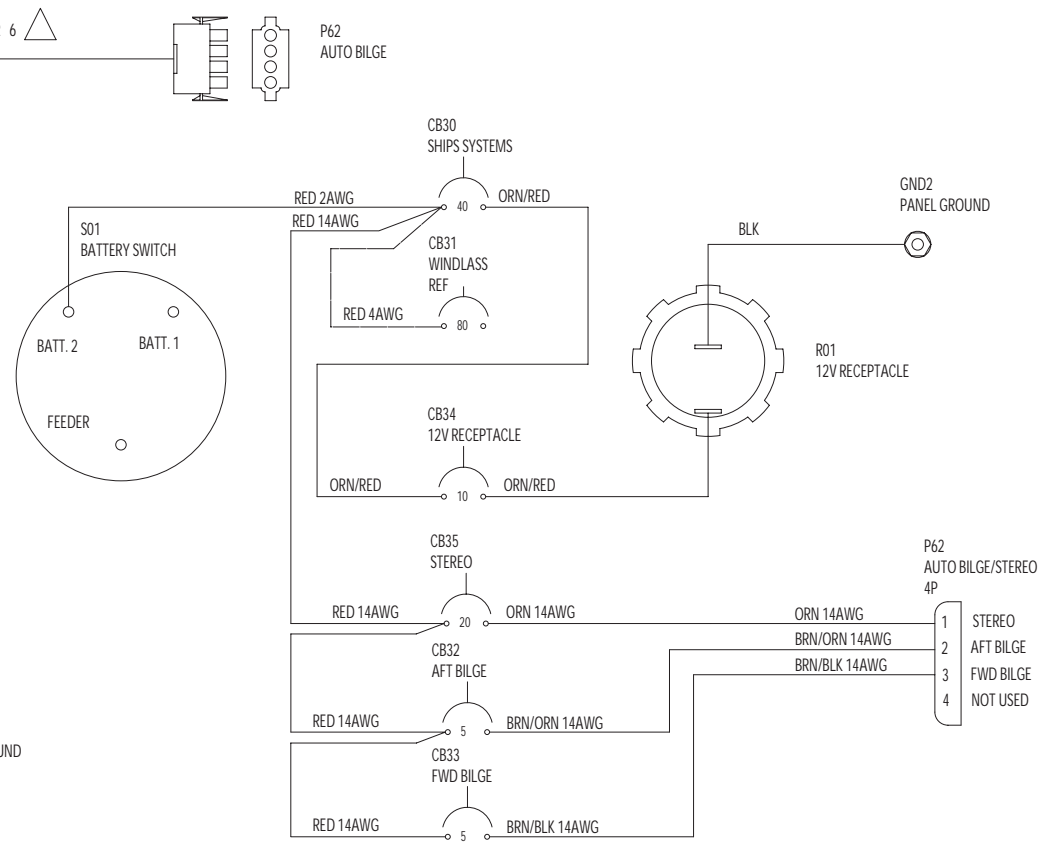 6
P62
AUTO BILGE
CB30
SHIPS SYSTEMS
RED 2AWG
40
ORN/RED
RED 14AWG
GND2
PANEL GROUND
BLK
S01
BATTERY SWITCH
BATT. 2
BATT. 1
FEEDER
CB31
WINDLASS
REF
RED 4AWG
80
R01
12V RECEPTACLE
CB34
12V RECEPTACLE
ORN/RED
10
ORN/RED
CB35
STEREO
RED 14AWG
20
ORN 14AWG
P62
AUTO BILGE/STEREO
4P
ORN 14AWG
1
STEREO
BRN/ORN 14AWG
2
AFT BILGE
BRN/BLK 14AWG
3
FWD BILGE
4
NOT USED
CB32
AFT BILGE
RED 14AWG
5
BRN/ORN 14AWG
CB33
FWD BILGE
RED 14AWG
5
BRN/BLK 14AWG